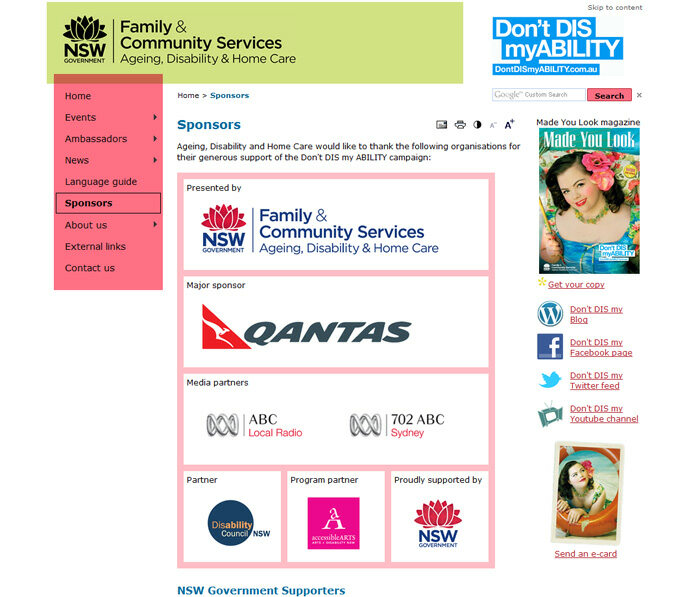 Skip to content
NSW
GOVERNMENT
Family &
Community Services
Ageing, Disability & Home Care
Don't DIS
myABILITY
DontDISmyABILITY.com.au
Home
Events
Ambassadors
News
Language guide
Sponsors
About us
External links
Contact us
Home > Sponsors
Google™ Custom Search
Search
×
Sponsors
A-
A+
Ageing, Disability and Home Care would like to thank the following organisations for
their generous support of the Don't DIS my ABILITY campaign:
Presented by
NSW
GOVERNMENT
Family &
Community Services
Ageing, Disability & Home Care
Major sponsor
QANTAS
Media partners
ABC
Local Radio
702 ABC
Sydney
Partner
Disability
Council NSW
Program partner
a
A
accessibleARTS
ARTS + DISABILITY NSW
Proudly supported by
NSW
GOVERNMENT
NSW Government Supporters
Made You Look magazine
Made You Look
Don't DIS
myABILITY
Get your copy
Don't DIS my
Blog
Don't DIS my
Facebook page
Don't DIS my
Twitter feed
Don't DIS my
Youtube channel
Send an e-card